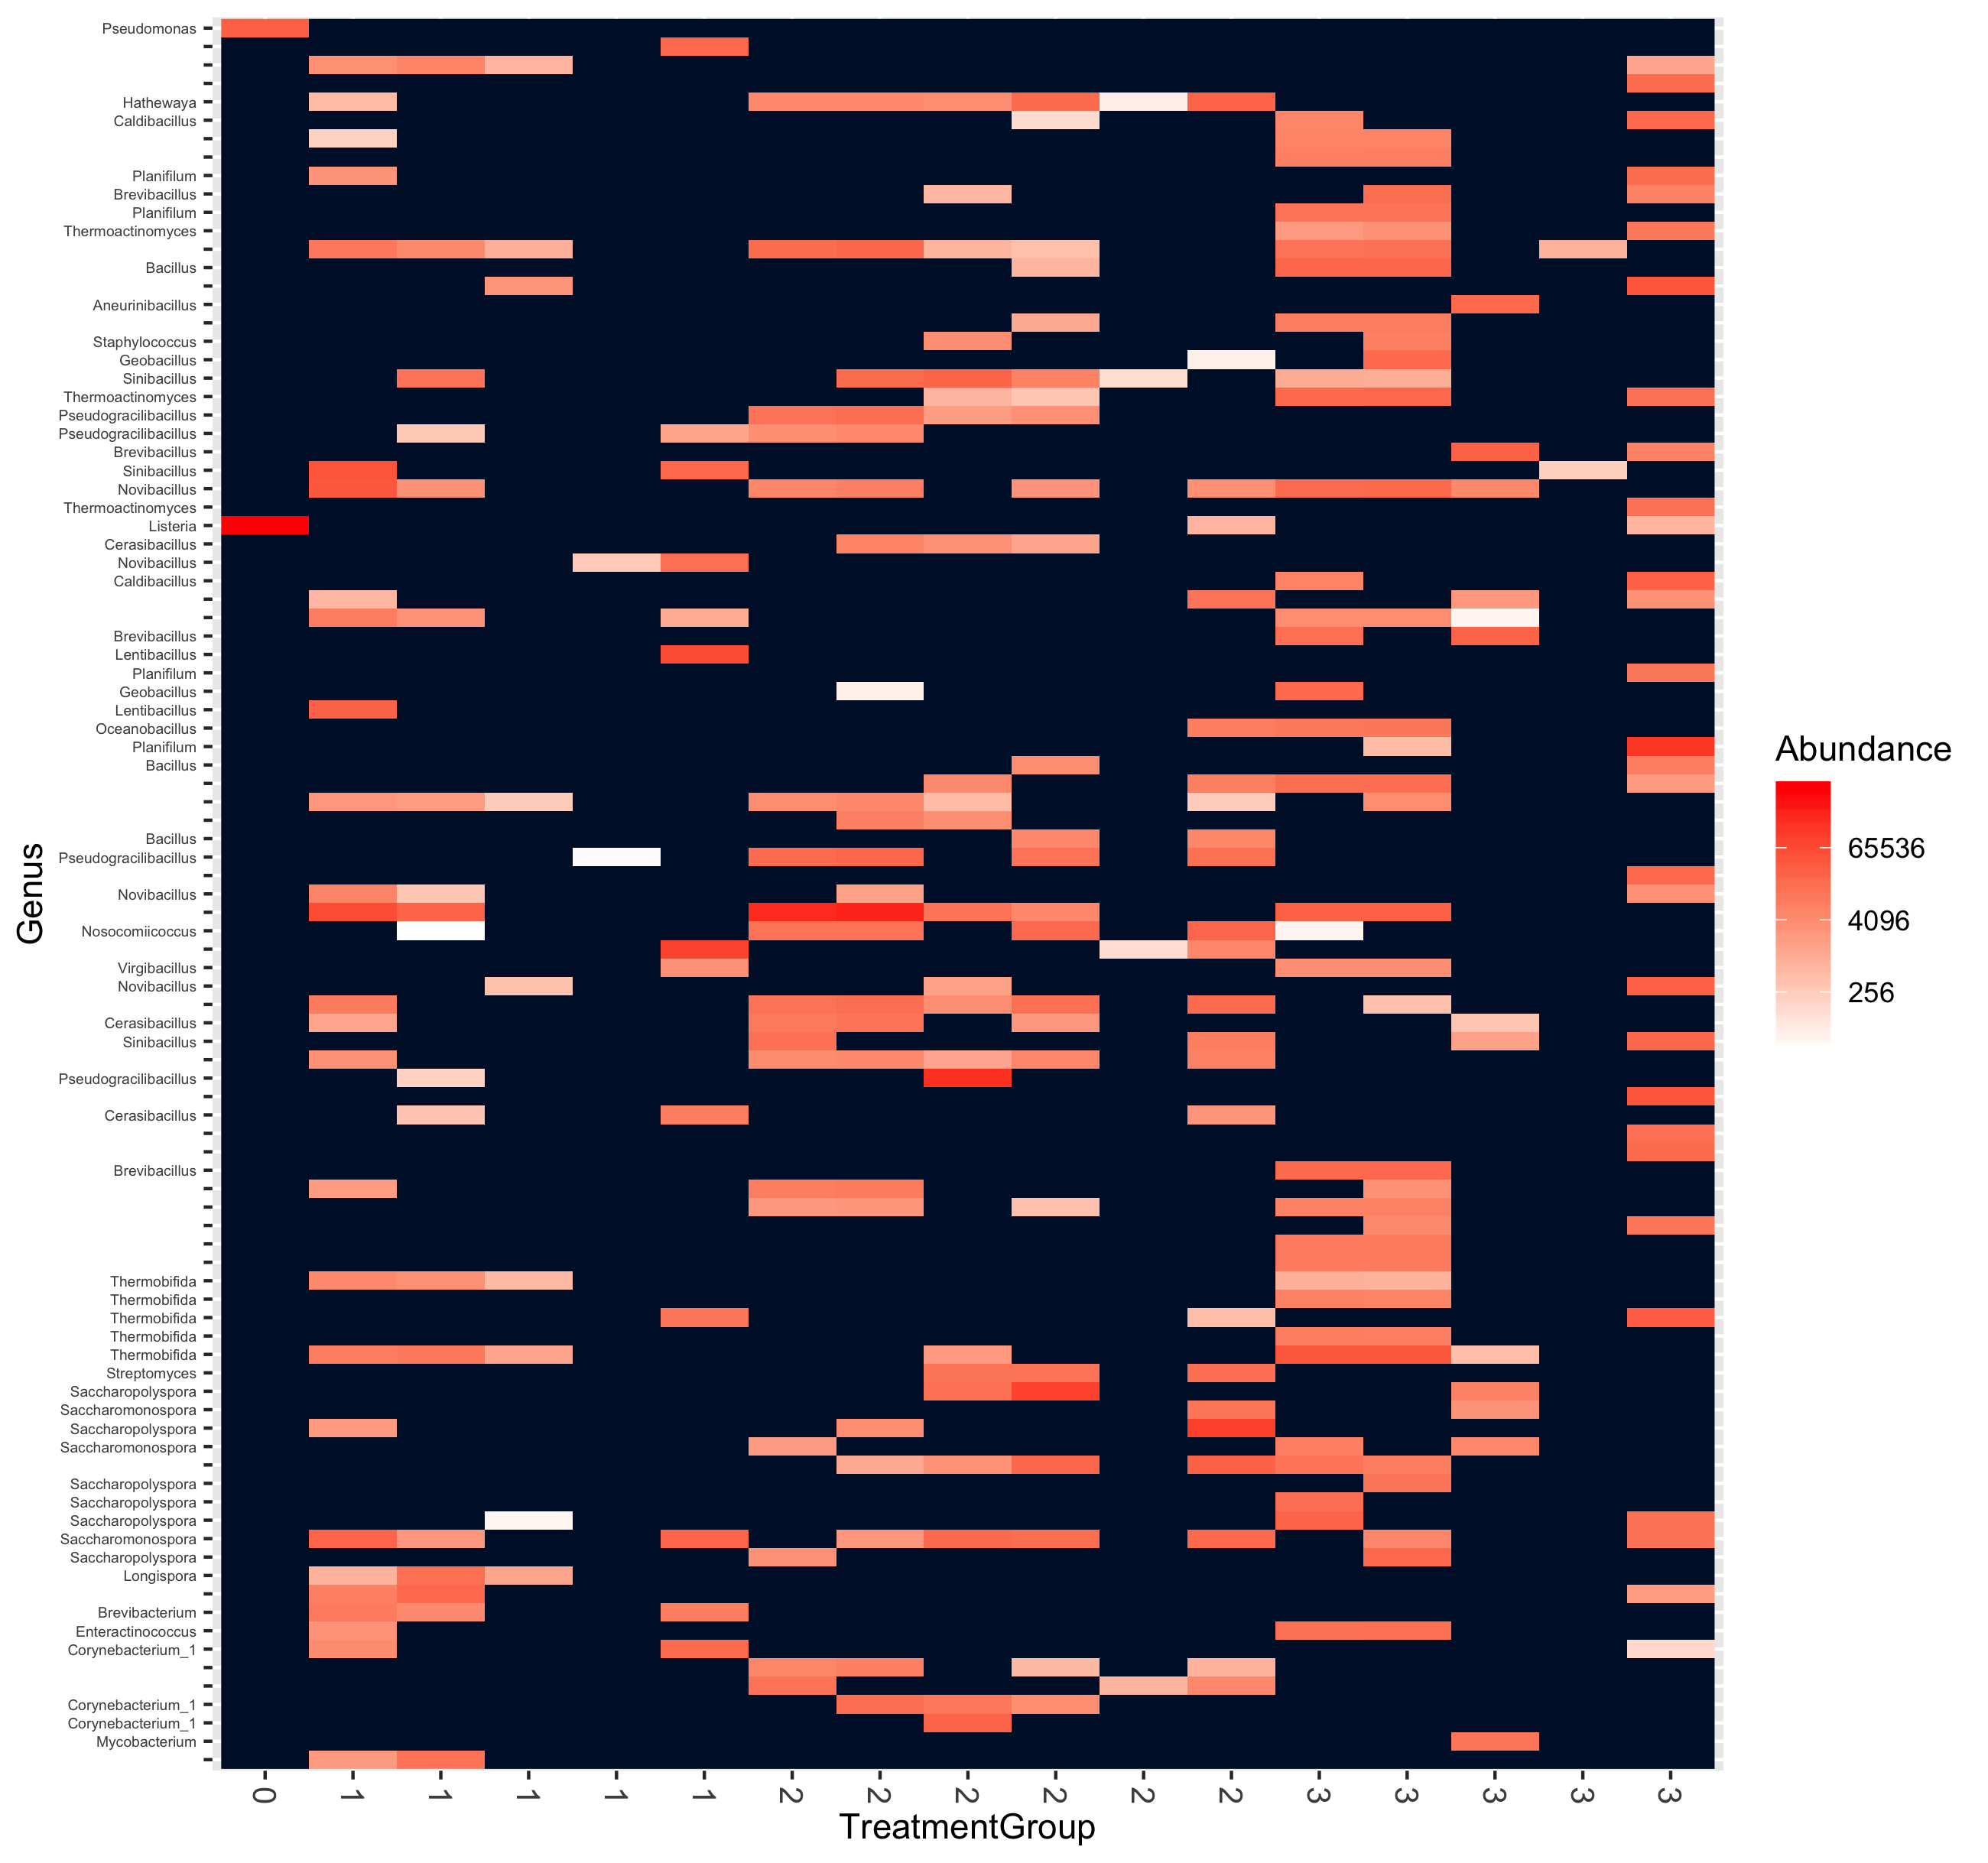 Pseudomonas
Hathewaya
Caldibacillus
Planifilum
Brevibacillus
Planifilum
Thermoactinomyces
Bacillus
Aneurinibacillus
Staphylococcus
Geobacillus
Sinibacillus
Thermoactinomyces
Pseudogracilibacillus
Pseudogracilibacillus
Brevibacillus
Sinibacillus
Novibacillus
Thermoactinomyces
Listeria
Cerasibacillus
Novibacillus
Caldibacillus
Brevibacillus
Lentibacillus
Planifilum
Geobacillus
Lentibacillus
Oceanobacillus
Planifilum
Bacillus
Bacillus
Pseudogracilibacillus
Novibacillus
Nosocomiicoccus
Virgibacillus
Novibacillus
Cerasibacillus
Sinibacillus
Pseudogracilibacillus
Cerasibacillus
Brevibacillus
Thermobifida
Thermobifida
Thermobifida
Thermobifida
Thermobifida
Streptomyces
Saccharopolyspora
Saccharomonospora
Saccharopolyspora
Saccharomonospora
Saccharopolyspora
Saccharopolyspora
Saccharopolyspora
Saccharomonospora
Saccharopolyspora
Longispora
Brevibacterium
Enteractinococcus
Corynebacterium_1
Corynebacterium_1
Corynebacterium_1
Mycobacterium
Genus
0 1 1 1 1 1 2 2 2 2 2 2 3 3 3 3 3
TreatmentGroup
Abundance
65536
4096
256